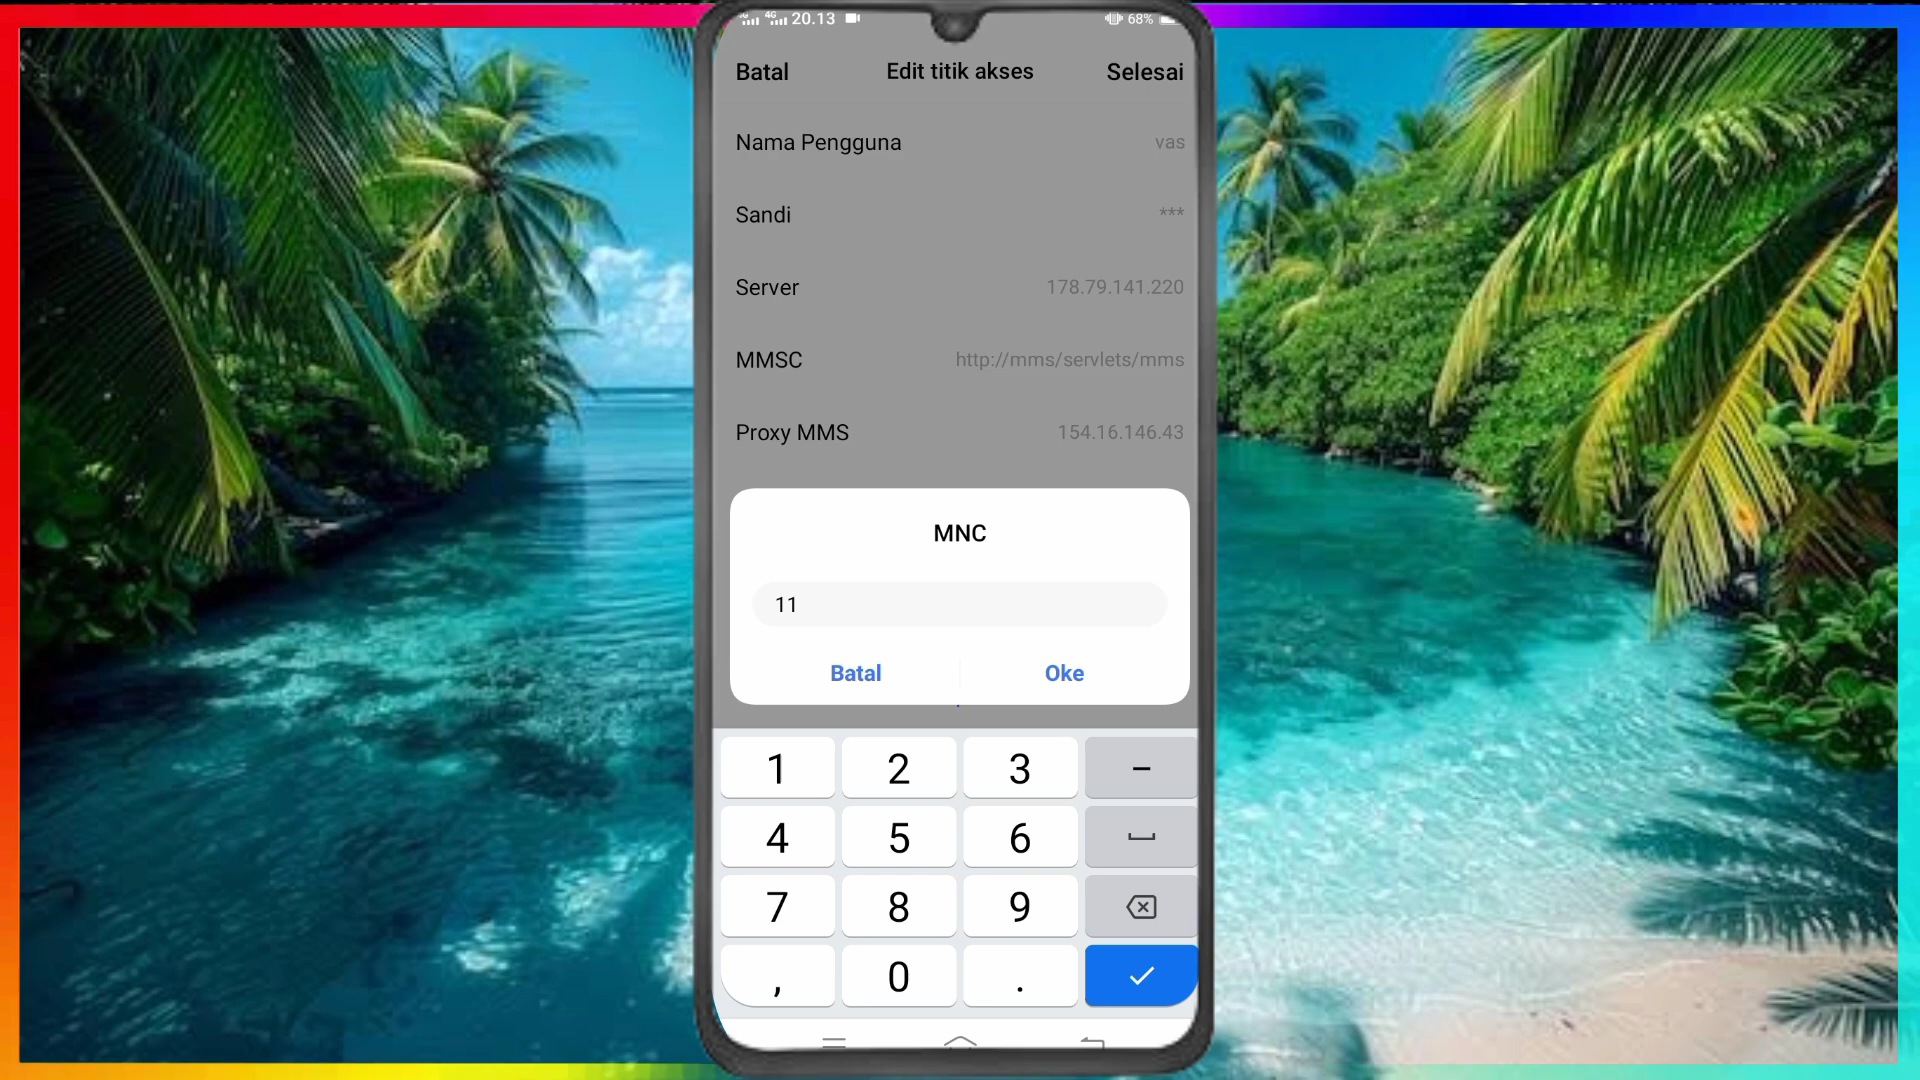 4G 20.13 68%
Batal Edit titik akses Selesai
Nama Pengguna vas
Sandi ***
Server 178.79.141.220
MMSC http://mms/servlets/mms
Proxy MMS 154.16.146.43
MNC
11
Batal Oke
1 2 3 –
4 5 6
7 8 9
, 0 .